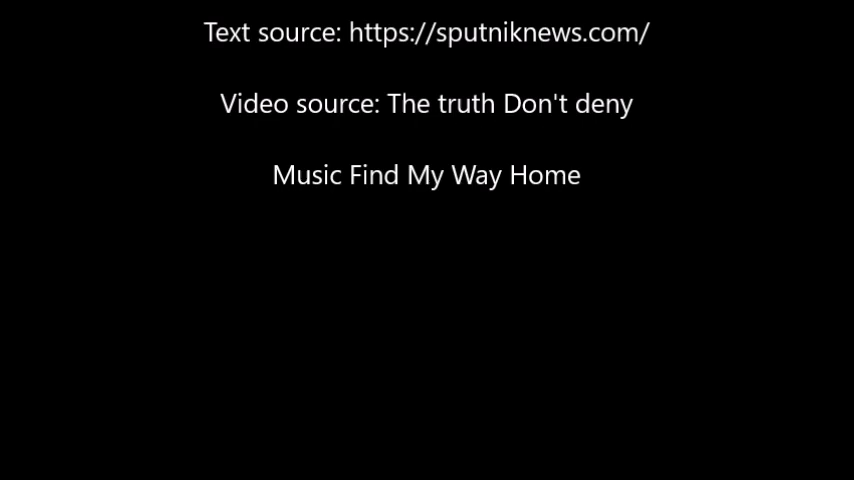 Text source: https://sputniknews.com/
Video source: The truth Don't deny
Music Find My Way Home